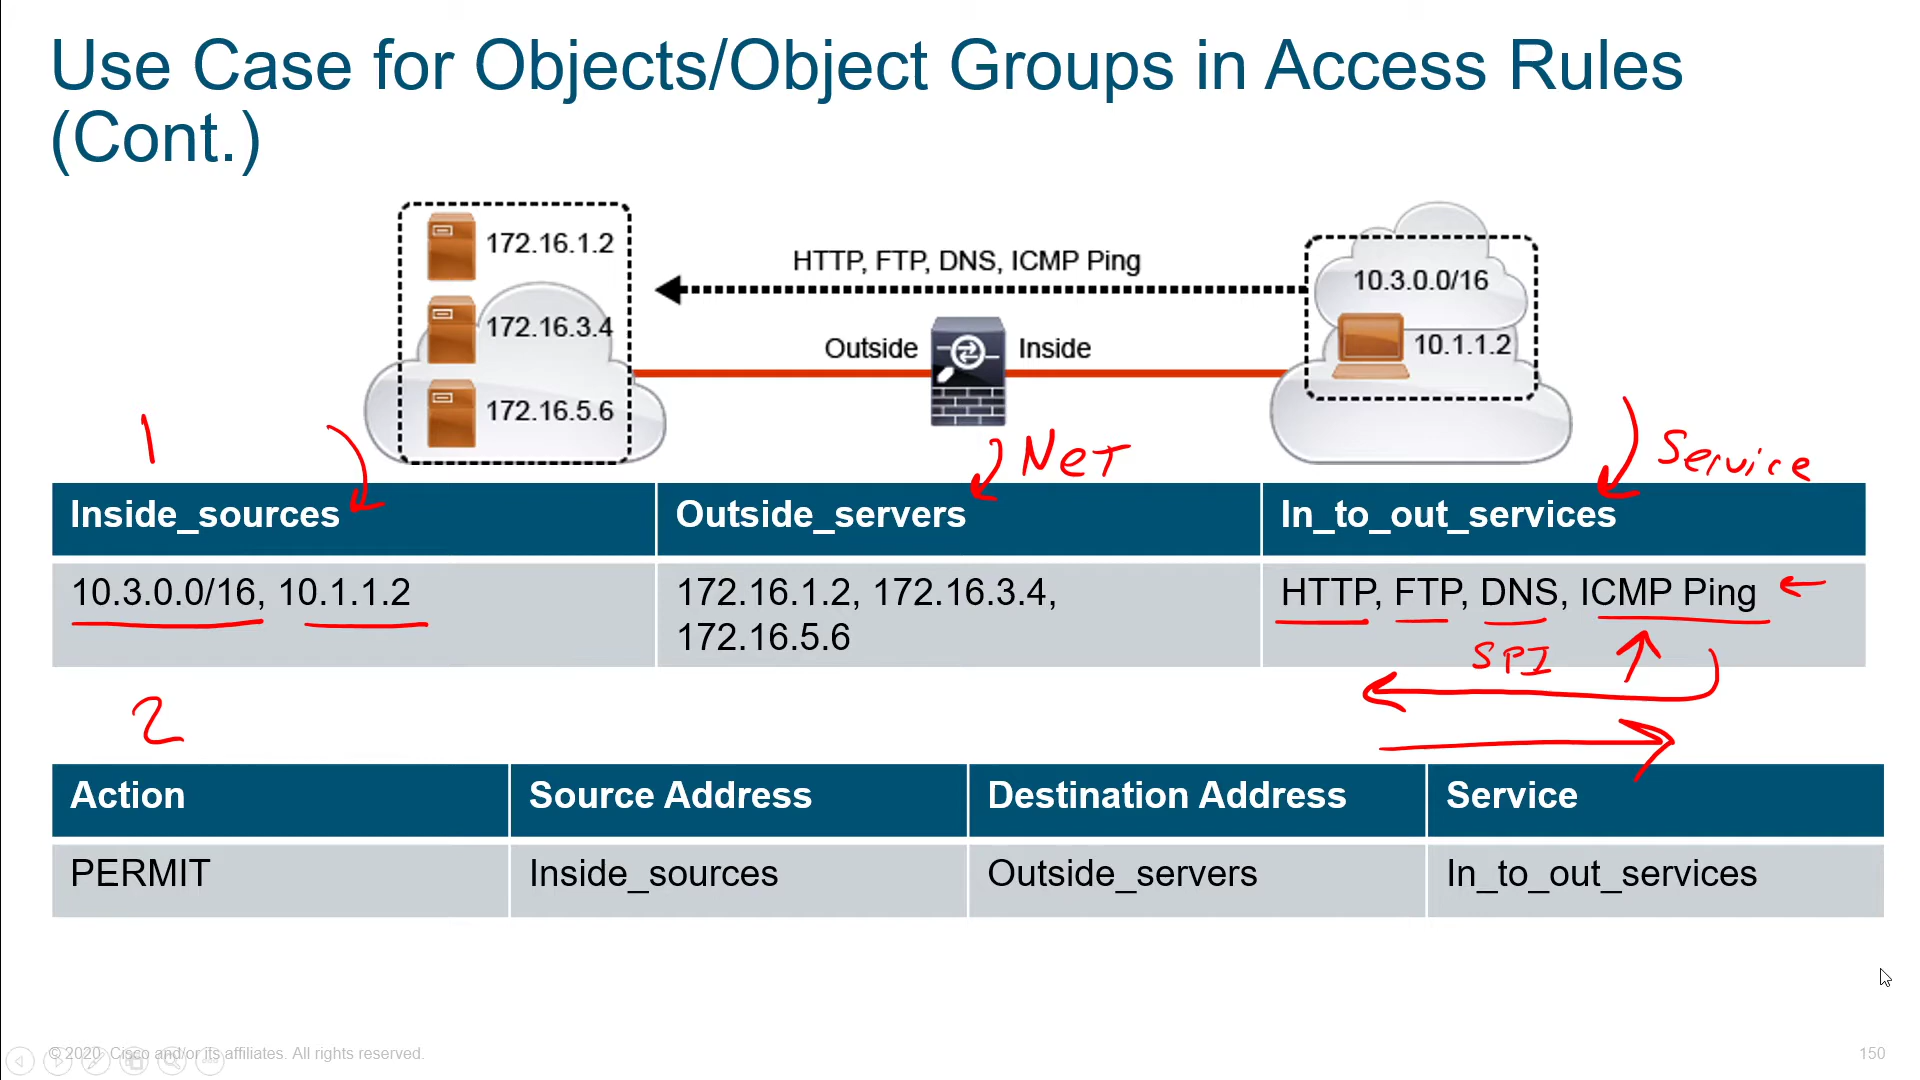 Use Case for Objects/Object Groups in Access Rules
(Cont.)
172.16.1.2
172.16.3.4
172.16.5.6
HTTP, FTP, DNS, ICMP Ping
Outside
Inside
10.3.0.0/16
10.1.1.2
1
Net
Service
Inside_sources
Outside_servers
In_to_out_services
10.3.0.0/16, 10.1.1.2
172.16.1.2, 172.16.3.4,
172.16.5.6
HTTP, FTP, DNS, ICMP Ping
SPI
2
Action
Source Address
Destination Address
Service
PERMIT
Inside_sources
Outside_servers
In_to_out_services
© 2020 Cisco and/or its affiliates. All rights reserved.
150